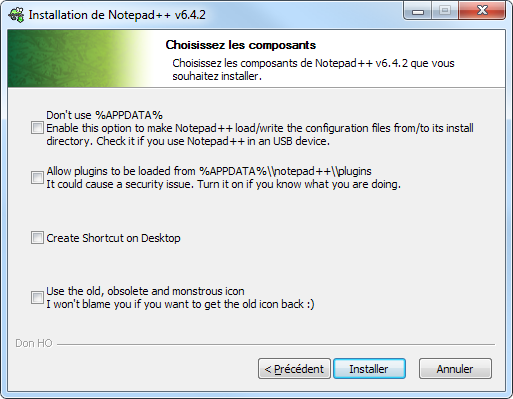 Installation de Notepad++ v6.4.2
Choisissez les composants
Choisissez les composants de Notepad++ v6.4.2 que vous
souhaitez installer.
Don't use %APPDATA%
Enable this option to make Notepad++ load/write the configuration files from/to its install
directory. Check it if you use Notepad++ in an USB device.
Allow plugins to be loaded from %APPDATA%\\notepad++\\plugins
It could cause a security issue. Turn it on if you know what you are doing.
Create Shortcut on Desktop
Use the old, obsolete and monstrous icon
I won't blame you if you want to get the old icon back :)
Don HO
< Précédent
Installer
Annuler